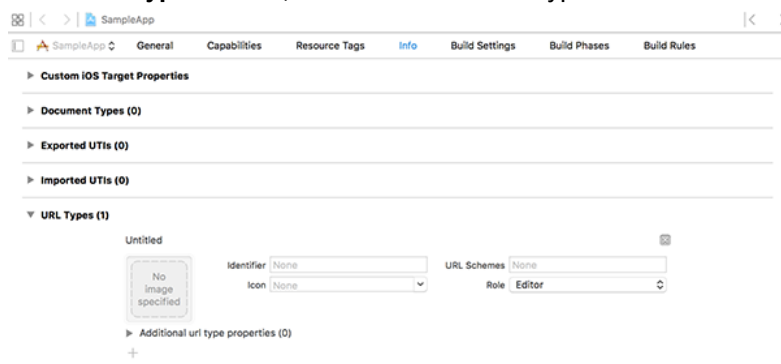 SampleApp
SampleApp General Capabilities Resource Tags Info Build Settings Build Phases Build Rules
Custom iOS Target Properties
Document Types (0)
Exported UTIs (0)
Imported UTIs (0)
URL Types (1)
Untitled
No image specified
Identifier None
URL Schemes None
Icon None
Role Editor
Additional url type properties (0)